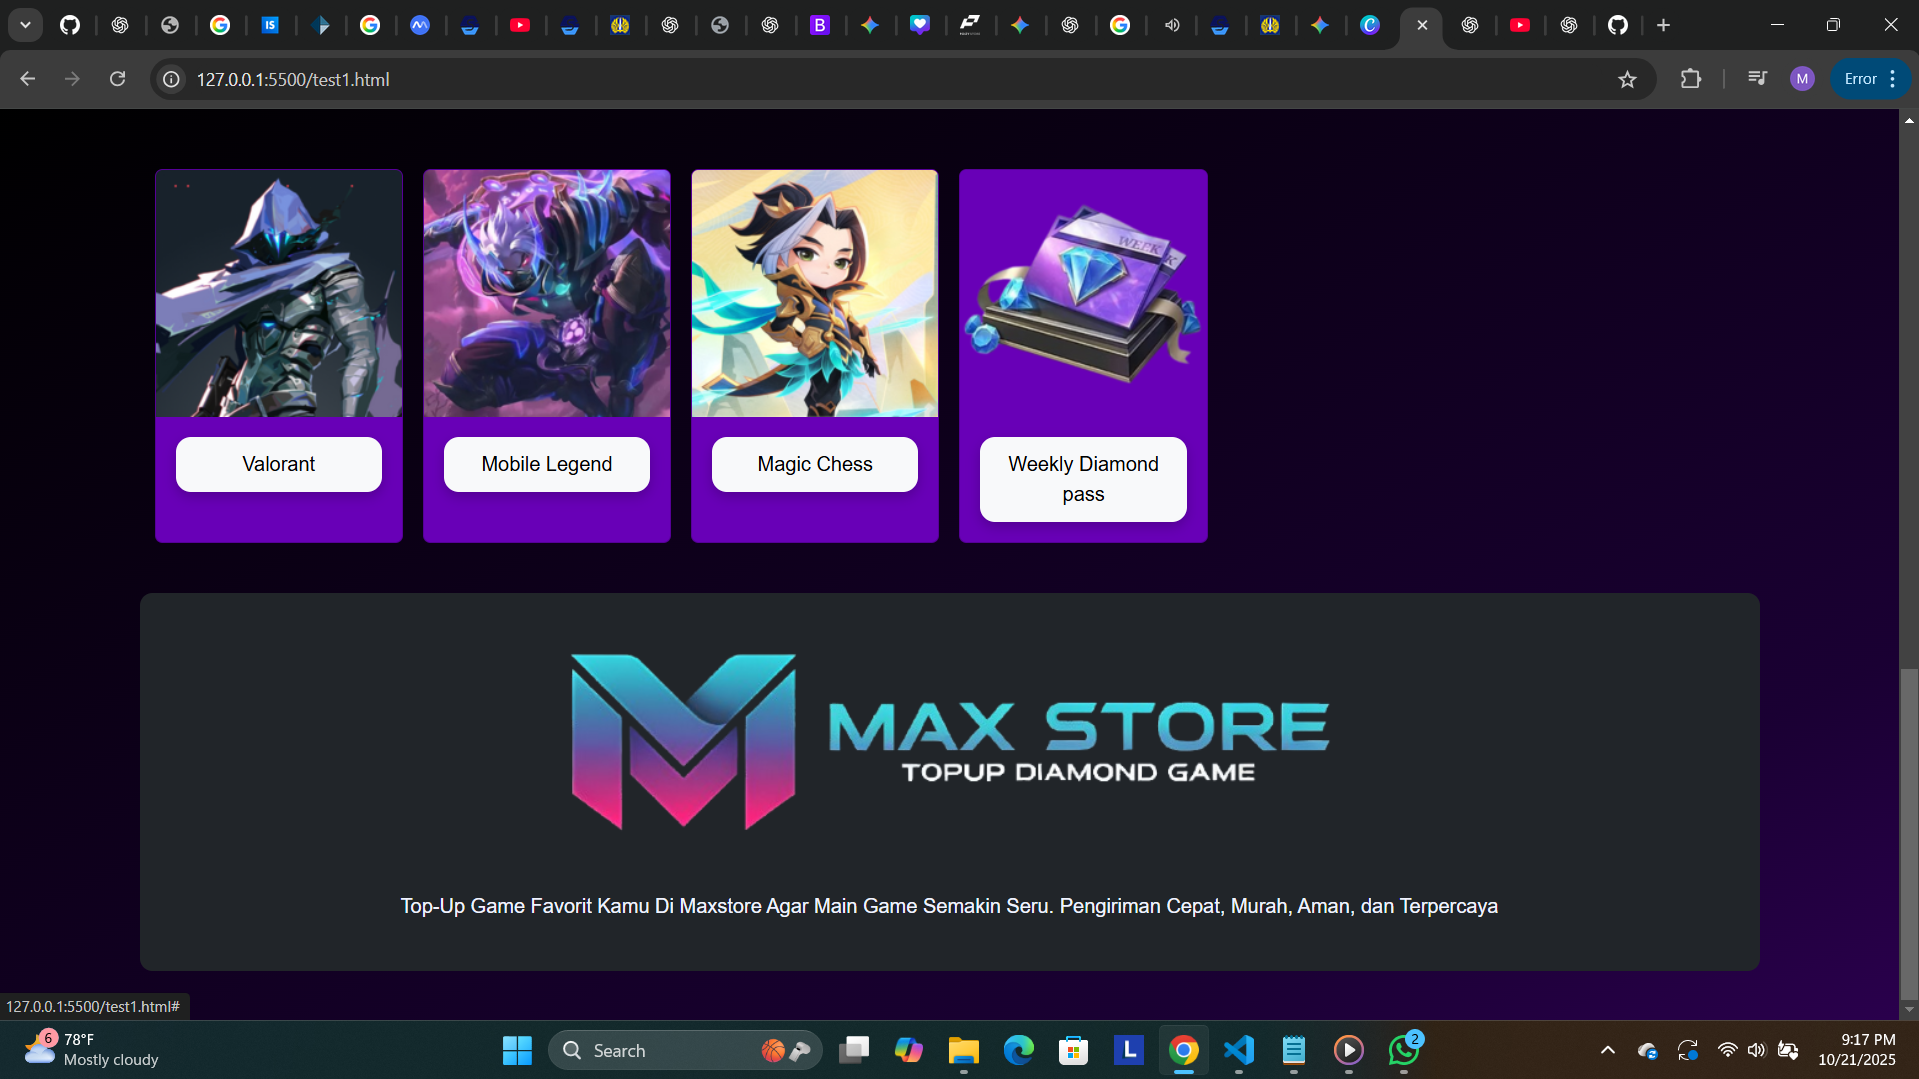 127.0.0.1:5500/test1.html
M
Error
WEEK
Valorant
Mobile Legend
Magic Chess
Weekly Diamond
pass
MAX STORE
TOPUP DIAMOND GAME
Top-Up Game Favorit Kamu Di Maxstore Agar Main Game Semakin Seru. Pengiriman Cepat, Murah, Aman, dan Terpercaya
127.0.0.1:5500/test1.html#
6
78°F
Mostly cloudy
Search
L
2
9:17 PM
10/21/2025